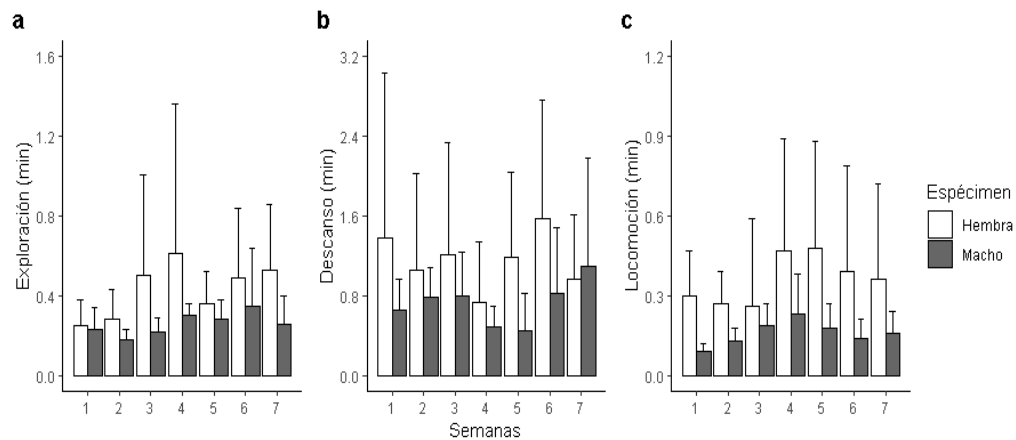 a
Exploración (min)
1.6
1.2
0.8
0.4
0.0
1 2 3 4 5 6 7
b
Descanso (min)
3.2
2.4
1.6
0.8
0.0
1 2 3 4 5 6 7
Semanas
c
Locomoción (min)
1.2
0.9
0.6
0.3
0.0
1 2 3 4 5 6 7
Espécimen
Hembra
Macho